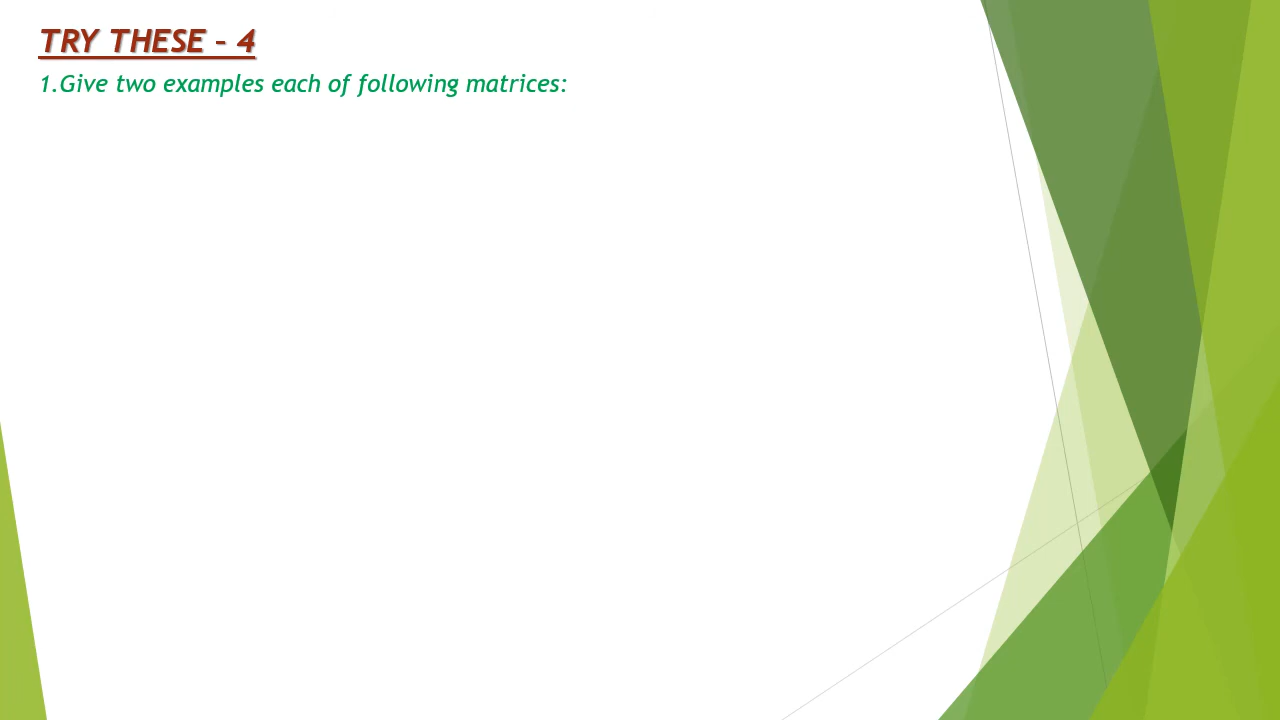 TRY THESE – 4
1.Give two examples each of following matrices: